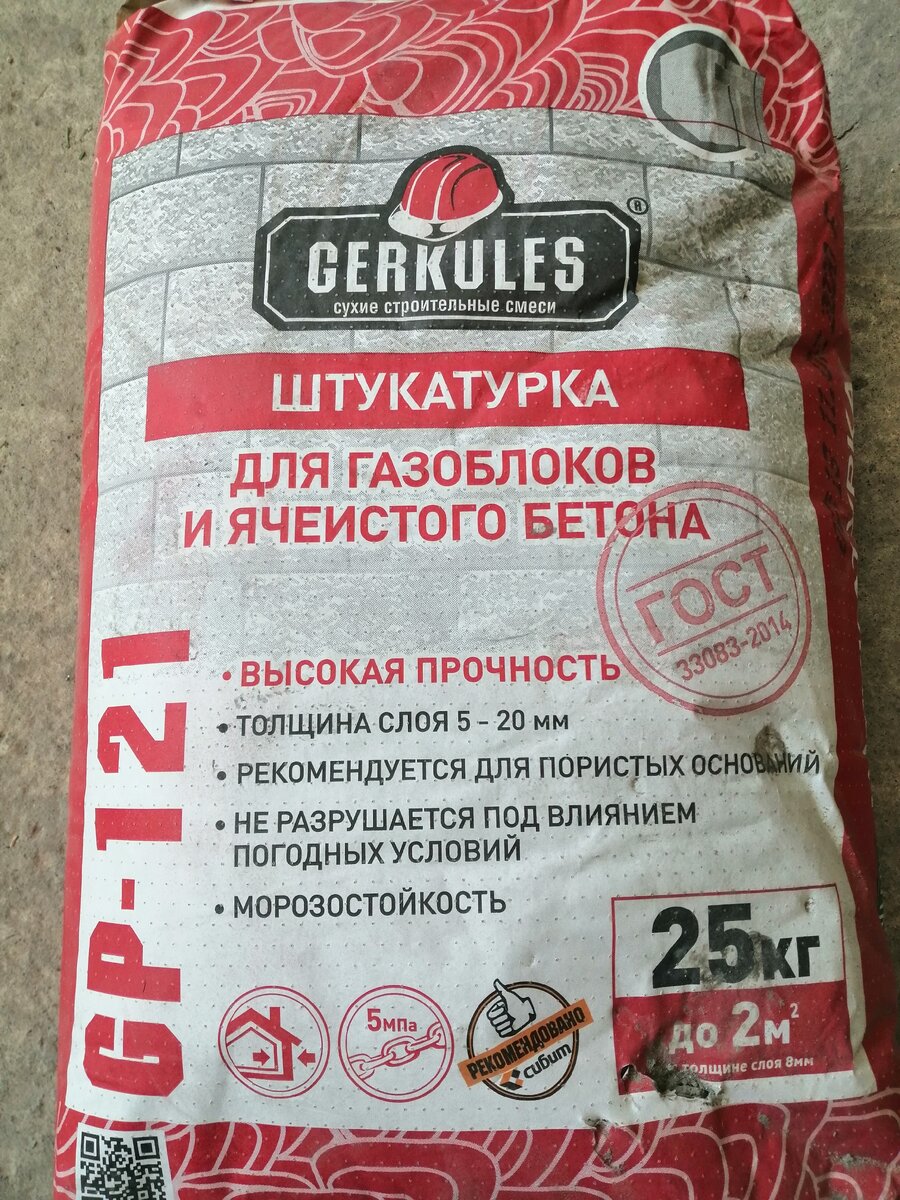 GERKULES
®
сухие строительные смеси
ШТУКАТУРКА
ДЛЯ ГАЗОБЛОКОВ
И ЯЧЕИСТОГО БЕТОНА
ГОСТ
33083-2014
GP-121
• ВЫСОКАЯ ПРОЧНОСТЬ
• ТОЛЩИНА СЛОЯ 5 - 20 мм
• РЕКОМЕНДУЕТСЯ ДЛЯ ПОРИСТЫХ ОСНОВАНИЙ
• НЕ РАЗРУШАЕТСЯ ПОД ВЛИЯНИЕМ
ПОГОДНЫХ УСЛОВИЙ
• МОРОЗОСТОЙКОСТЬ
25кг
до 2м²
толщине слоя 8мм
5мпа
РЕКОМЕНДОВАНО
сибит